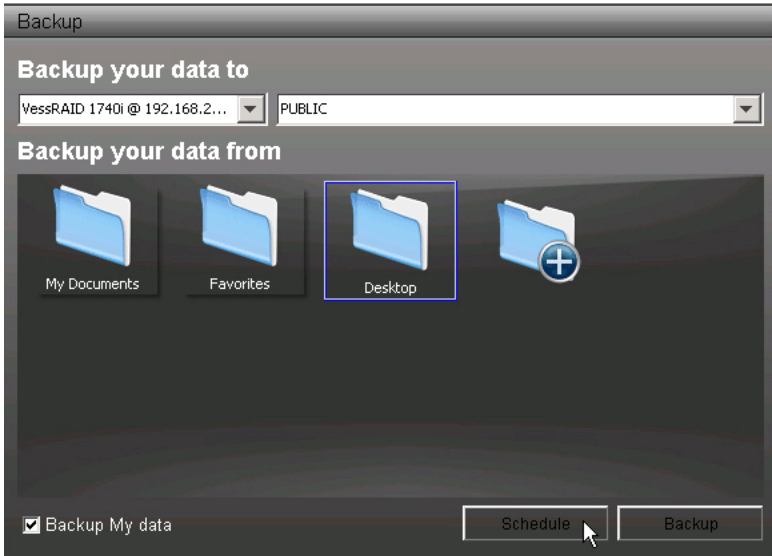 Backup
Backup your data to
VessRAID 1740i @ 192.168.2... PUBLIC
Backup your data from
My Documents Favorites Desktop
Backup My data Schedule Backup